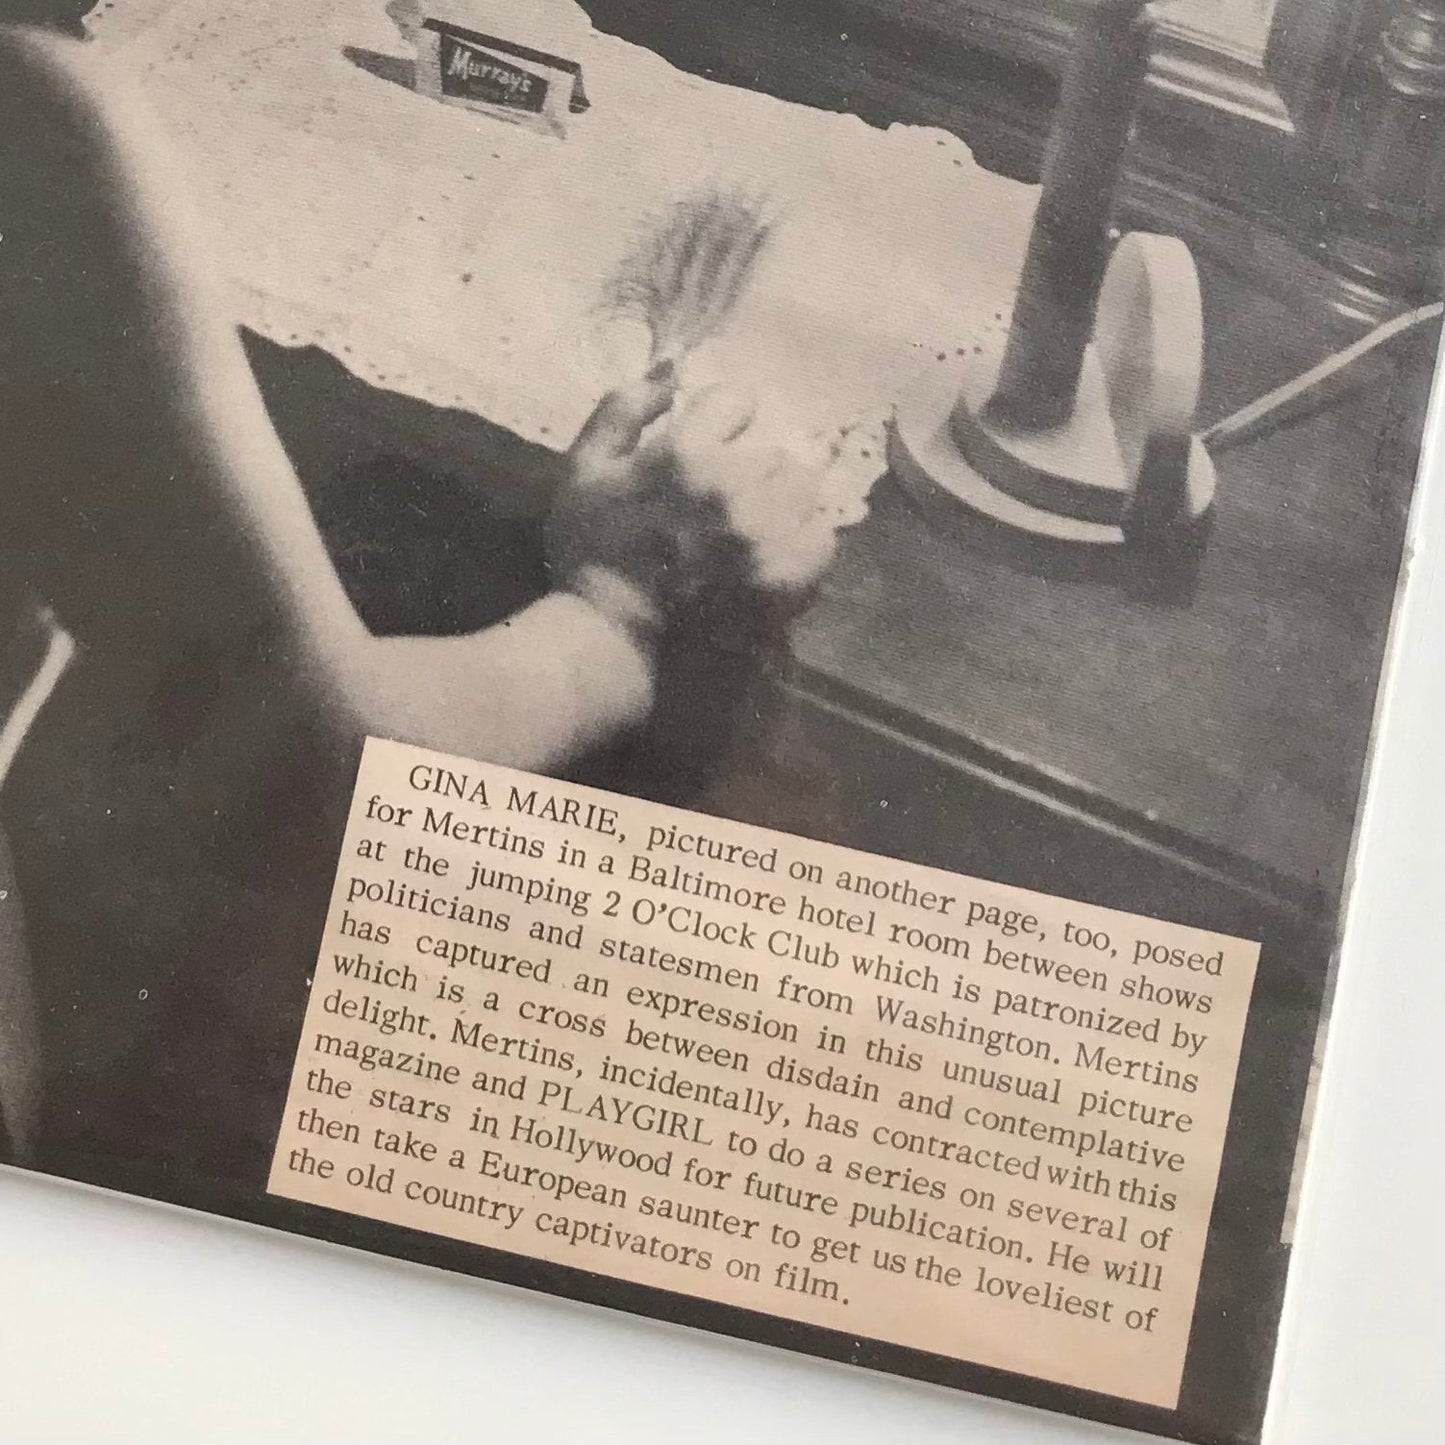 Murray's
GINA MARIE, pictured on another page, too, posed
for Mertins in a Baltimore hotel room between shows
at the jumping 2 O'Clock Club which is patronized by
politicians and statesmen from Washington. Mertins
has captured an expression in this unusual picture
which is a cross between disdain and contemplative
delight. Mertins, incidentally, has contracted with this
magazine and PLAYGIRL to do a series on several of
the stars in Hollywood for future publication. He will
then take a European saunter to get us the loveliest of
the old country captivators on film.